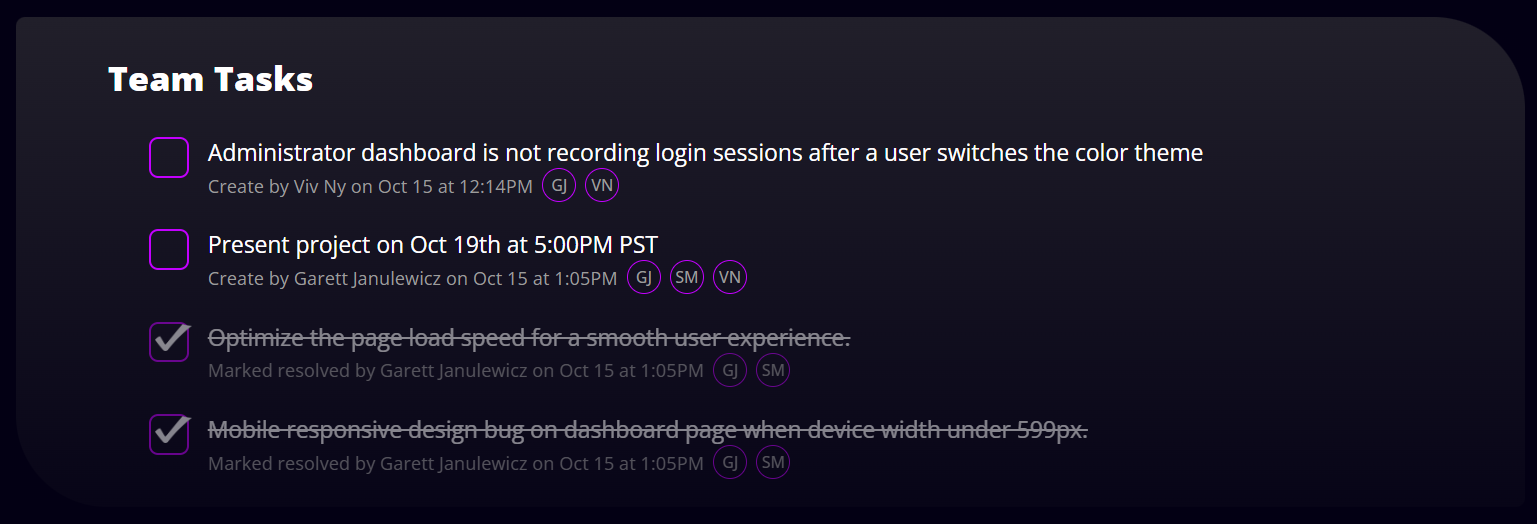 Team Tasks
Administrator dashboard is not recording login sessions after a user switches the color theme
Create by Viv Ny on Oct 15 at 12:14PM GJ VN
Present project on Oct 19th at 5:00PM PST
Create by Garett Janulewicz on Oct 15 at 1:05PM GJ SM VN
Optimize the page load speed for a smooth user experience.
Marked resolved by Garett Janulewicz on Oct 15 at 1:05PM GJ SM
Mobile responsive design bug on dashboard page when device width under 599px.
Marked resolved by Garett Janulewicz on Oct 15 at 1:05PM GJ SM